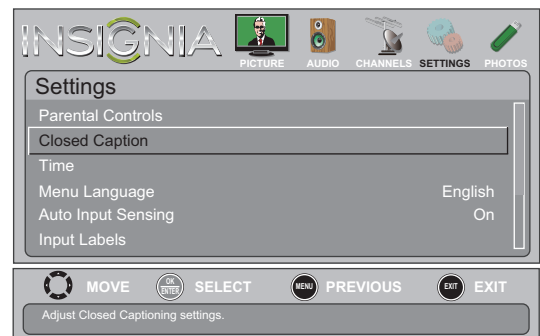 INSIGNIA
PICTURE AUDIO CHANNELS SETTINGS PHOTOS
Settings
Parental Controls
Closed Caption
Time
Menu Language English
Auto Input Sensing On
Input Labels
MOVE OK ENTER SELECT MENU PREVIOUS EXIT EXIT
Adjust Closed Captioning settings.